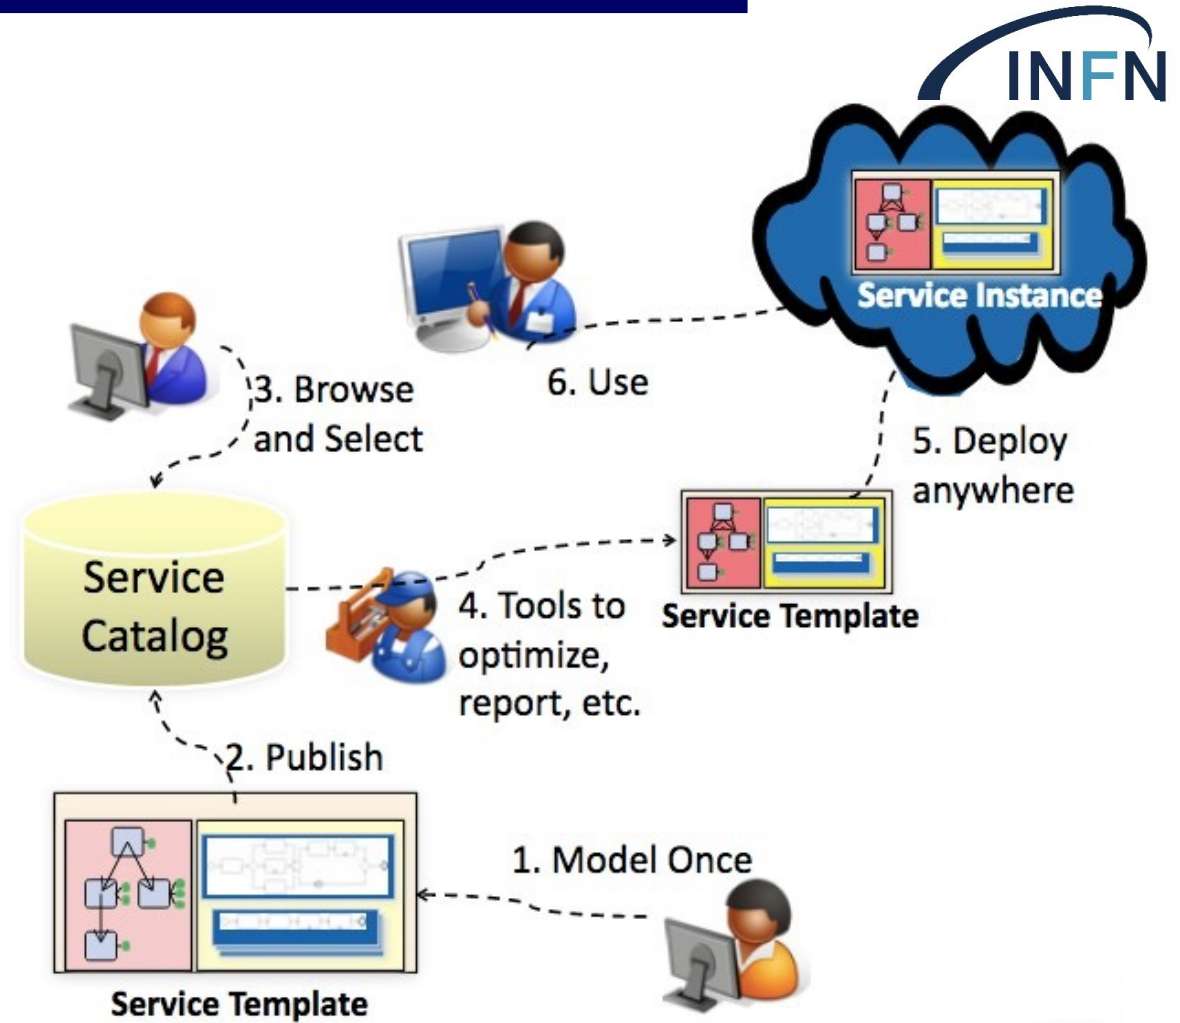 INFN
Service Instance
6. Use
3. Browse
and Select
5. Deploy
anywhere
Service
Catalog
4. Tools to
optimize,
report, etc.
Service Template
2. Publish
1. Model Once
Service Template